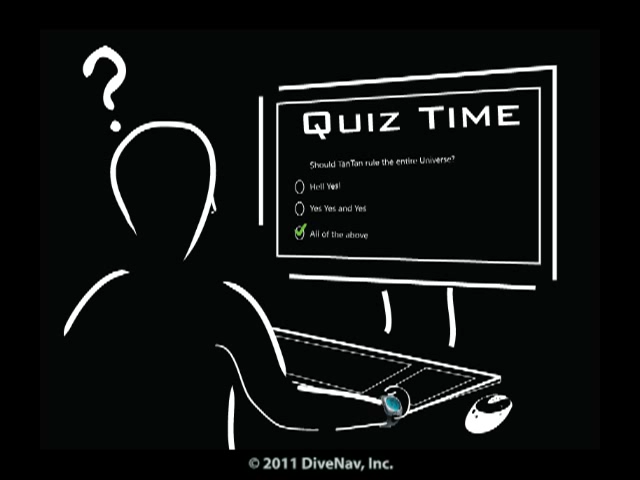 ?
QUIZ TIME
Should TanTan rule the entire Universe?
Hell Yes!
Yes Yes and Yes
All of the above
© 2011 DiveNav, Inc.